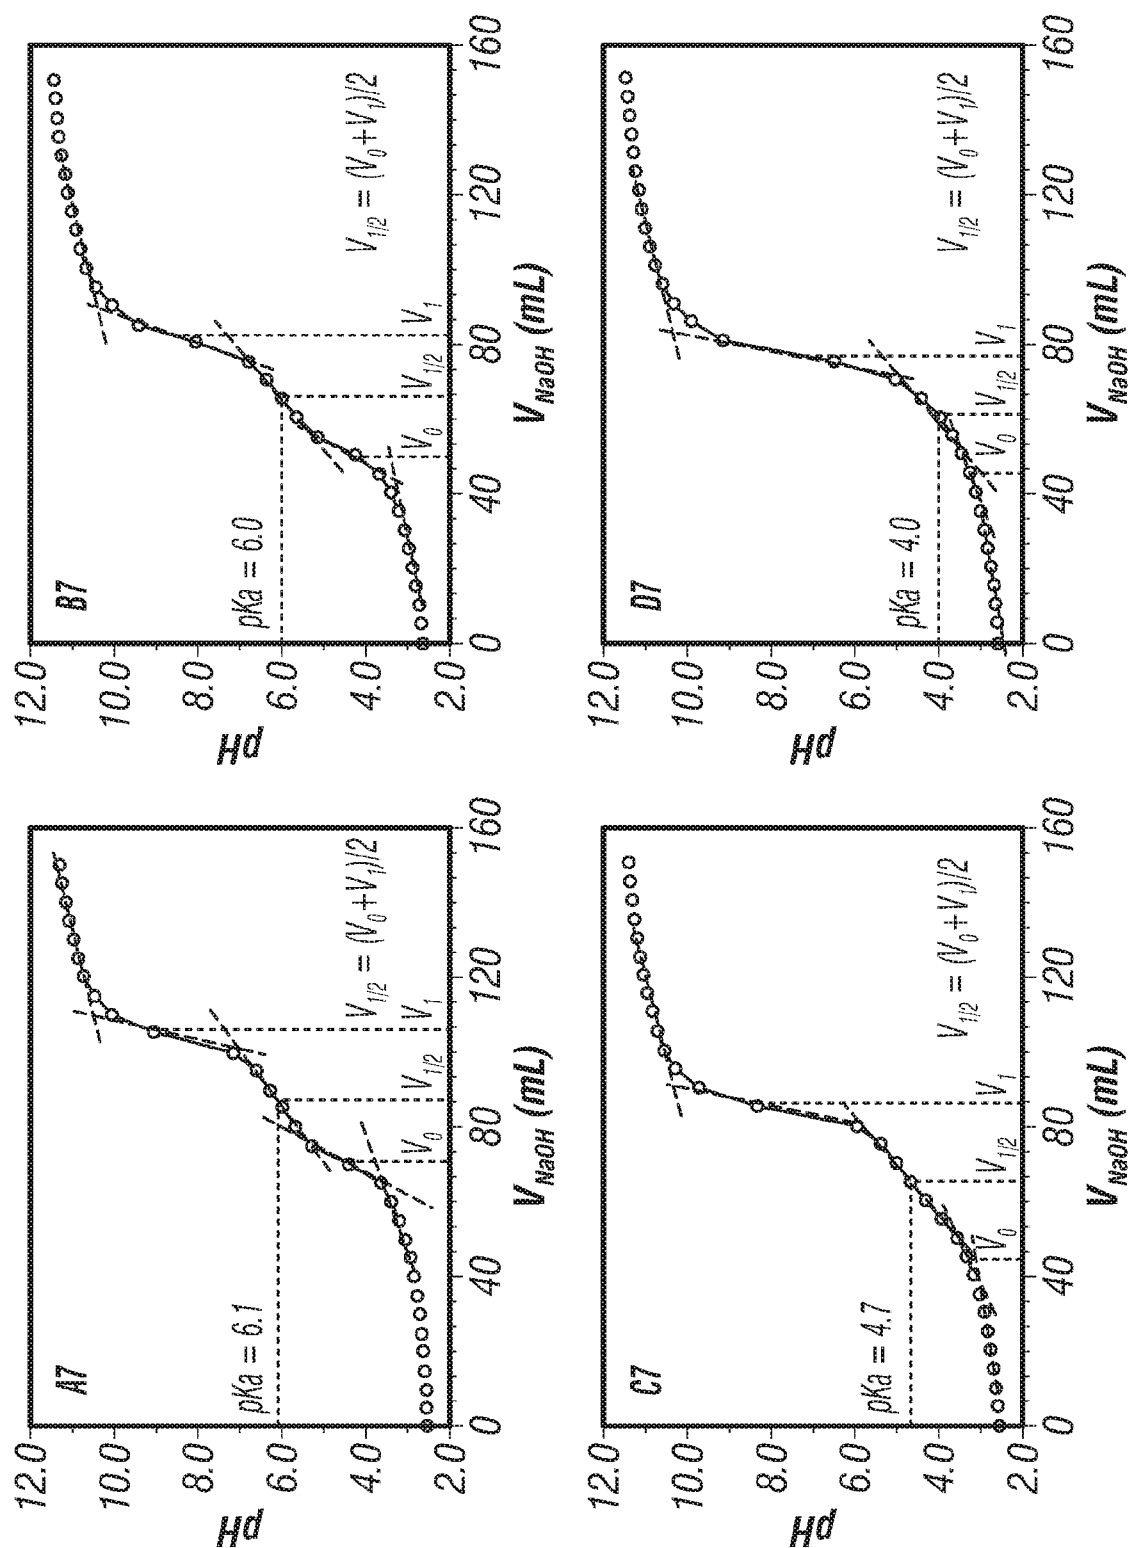 A7
12.0
10.0
8.0
6.0
4.0
2.0
pH
pKa = 6.1
V0
V1/2
V1
V1/2 = (V0+V1)/2
0
40
80
120
160
VNaOH (mL)
B7
12.0
10.0
8.0
6.0
4.0
2.0
pH
pKa = 6.0
V0
V1/2
V1
V1/2 = (V0+V1)/2
0
40
80
120
160
VNaOH (mL)
C7
12.0
10.0
8.0
6.0
4.0
2.0
pH
pKa = 4.7
V0
V1/2
V1
V1/2 = (V0+V1)/2
0
40
80
120
160
VNaOH (mL)
D7
12.0
10.0
8.0
6.0
4.0
2.0
pH
pKa = 4.0
V0
V1/2
V1
V1/2 = (V0+V1)/2
0
40
80
120
160
VNaOH (mL)